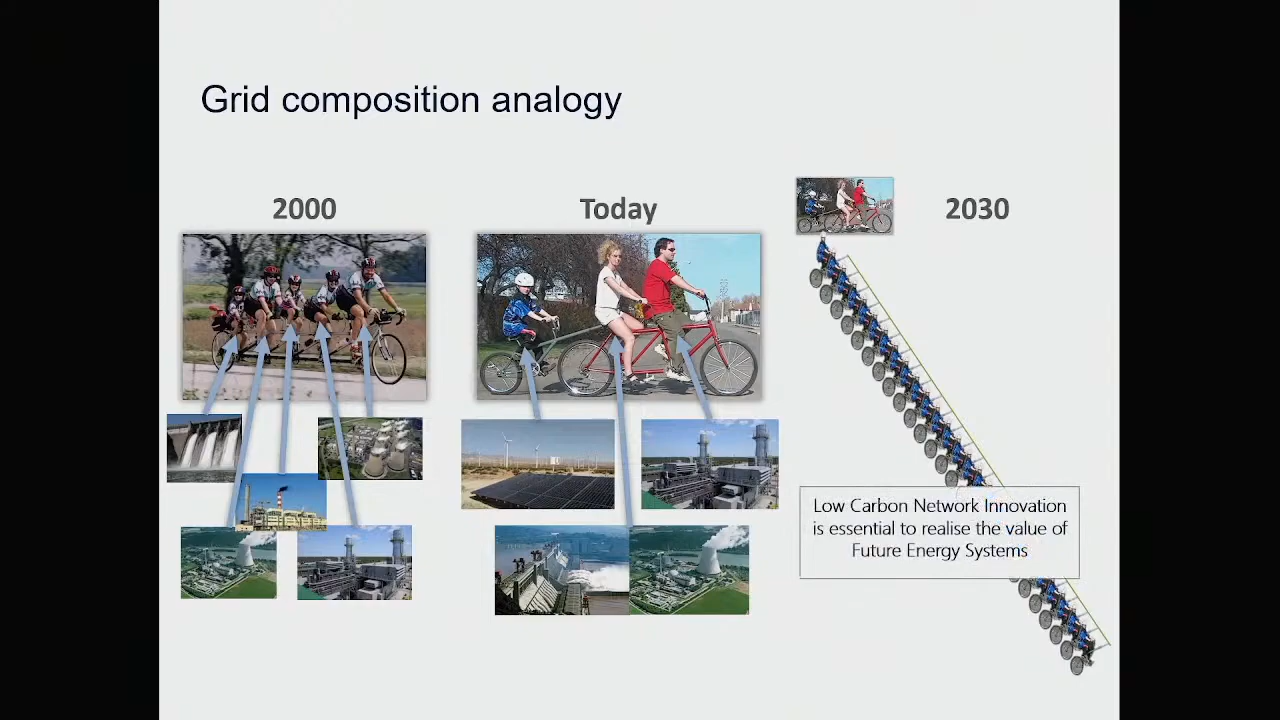 Grid composition analogy
2000
Today
2030
Low Carbon Network Innovation
is essential to realise the value of
Future Energy Systems